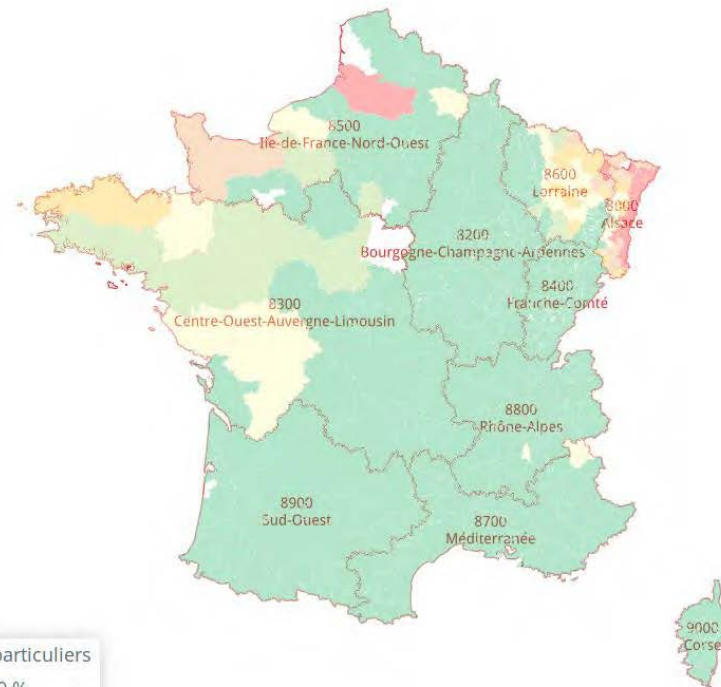 8500
Ile-de-France-Nord-Ouest
8600
Lorraine
8000
Alsace
8200
Bourgogne-Champagne-Ardennes
8400
Franche-Comté
8300
Centre-Ouest-Auvergne-Limousin
8800
Rhône-Alpes
8900
Sud-Ouest
8700
Méditerranée
9000
Corse
particuliers